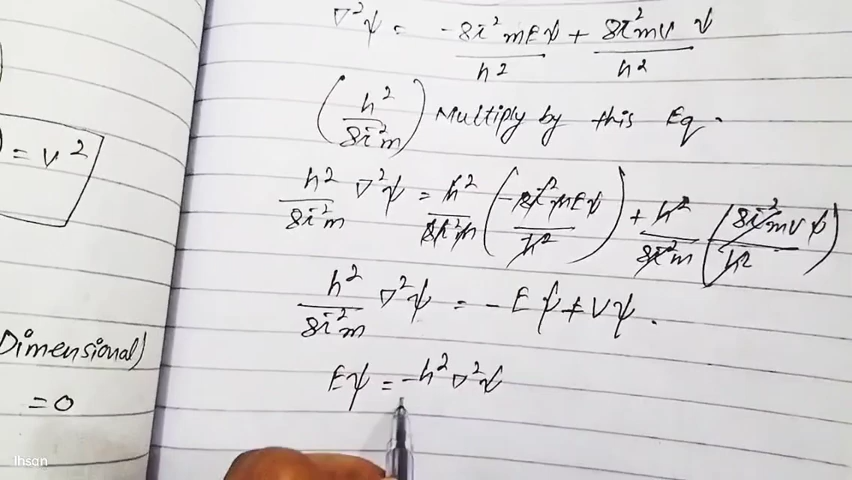 ) = v²
Dimensional)
= 0
∇²ψ = -8π²mEψ/h² + 8π²mV/h² ψ
(h²/8π²m) Multiply by this Eq.
h²/8π²m ∇²ψ = h²/8π²m (-8π²mEψ/h²) + h²/8π²m (8π²mVψ/h²)
h²/8π²m ∇²ψ = -Eψ + Vψ.
Eψ = -h² ∇²ψ
Ihsan